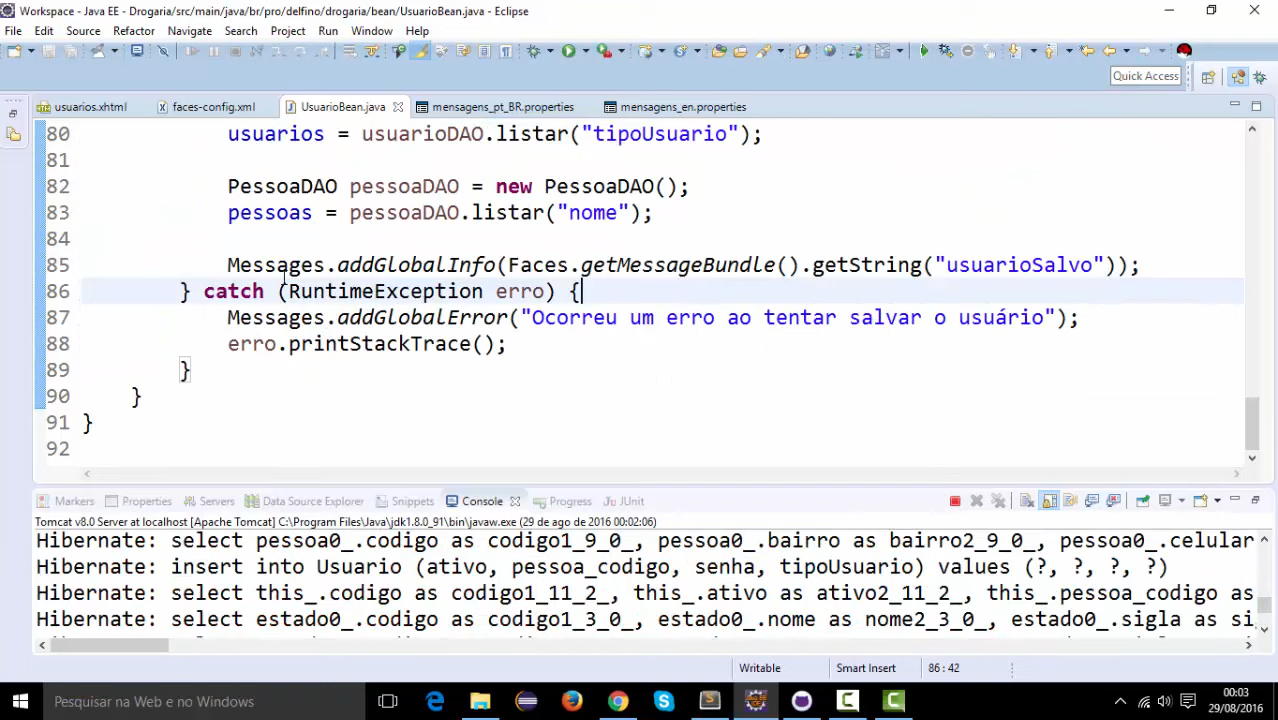 Workspace - Java EE - Drogaria/src/main/java/br/pro/delfino/drogaria/bean/UsuarioBean.java - Eclipse
File Edit Source Refactor Navigate Search Project Run Window Help
Quick Access
usuarios.xhtml faces-config.xml UsuarioBean.java mensagens_pt_BR.properties mensagens_en.properties
80 usuarios = usuarioDAO.listar("tipoUsuario");
81
82 PessoaDAO pessoaDAO = new PessoaDAO();
83 pessoas = pessoaDAO.listar("nome");
84
85 Messages.addGlobalInfo(Faces.getMessageBundle().getString("usuarioSalvo"));
86 } catch (RuntimeException erro) {
87 Messages.addGlobalError("Ocorreu um erro ao tentar salvar o usuário");
88 erro.printStackTrace();
89 }
90 }
91 }
92
Markers Properties Servers Data Source Explorer Snippets Console Progress JUnit
Tomcat v8.0 Server at localhost [Apache Tomcat] C:\Program Files\Java\jdk1.8.0_91\bin\javaw.exe (29 de ago de 2016 00:02:06)
Hibernate: select pessoa0_.codigo as codigo1_9_0_, pessoa0_.bairro as bairro2_9_0_, pessoa0_.celular
Hibernate: insert into Usuario (ativo, pessoa_codigo, senha, tipoUsuario) values (?, ?, ?, ?)
Hibernate: select this_.codigo as codigo1_11_2_, this_.ativo as ativo2_11_2_, this_.pessoa_codigo as
Hibernate: select estado0_.codigo as codigo1_3_0_, estado0_.nome as nome2_3_0_, estado0_.sigla as si
Writable Smart Insert 86 : 42
Pesquisar na Web e no Windows
00:03
29/08/2016